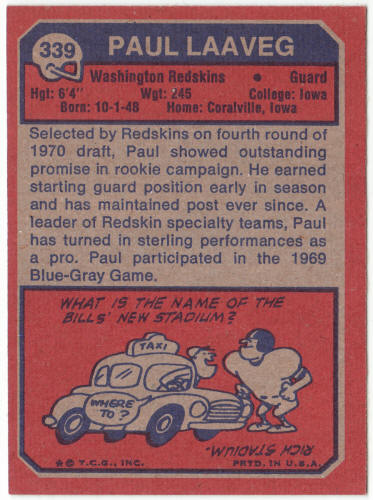 339
PAUL LAAVEG
Washington Redskins • Guard
Hgt: 6'4" Wgt: 245 College: Iowa
Born: 10-1-48 Home: Coralville, Iowa
Selected by Redskins on fourth round of
1970 draft, Paul showed outstanding
promise in rookie campaign. He earned
starting guard position early in season
and has maintained post ever since. A
leader of Redskin specialty teams, Paul
has turned in sterling performances as
a pro. Paul participated in the 1969
Blue-Gray Game.
WHAT IS THE NAME OF THE
BILLS' NEW STADIUM?
TAXI
WHERE
TO?
RICH STADIUM.
★ © T.C.G., INC. PRTD. IN U.S.A.